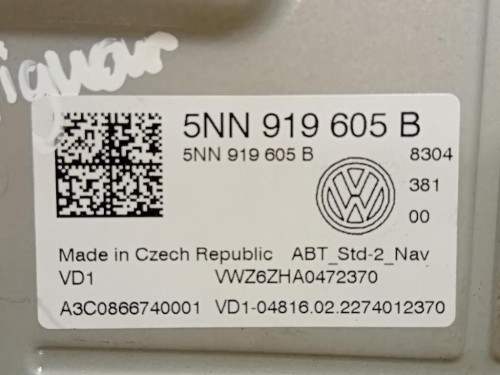 Tiguan
5NN 919 605 B
5NN 919 605 B
8304
381
00
Made in Czech Republic ABT_Std-2_Nav
VD1 VWZ6ZHA0472370
A3C0866740001 VD1-04816.02.2274012370